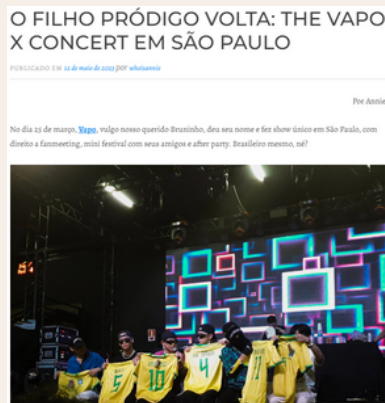 O FILHO PRÓDIGO VOLTA: THE VAPO
X CONCERT EM SÃO PAULO
PUBLICADO EM 12 de maio de 2023 por whoisannie
Por Annie
No dia 25 de março, Vapo, vulgo nosso querido Bruninho, deu seu nome e fez show único em São Paulo, com
direito a fanmeeting, mini festival com seus amigos e after party. Brasileiro mesmo, né?
5
10
4
11